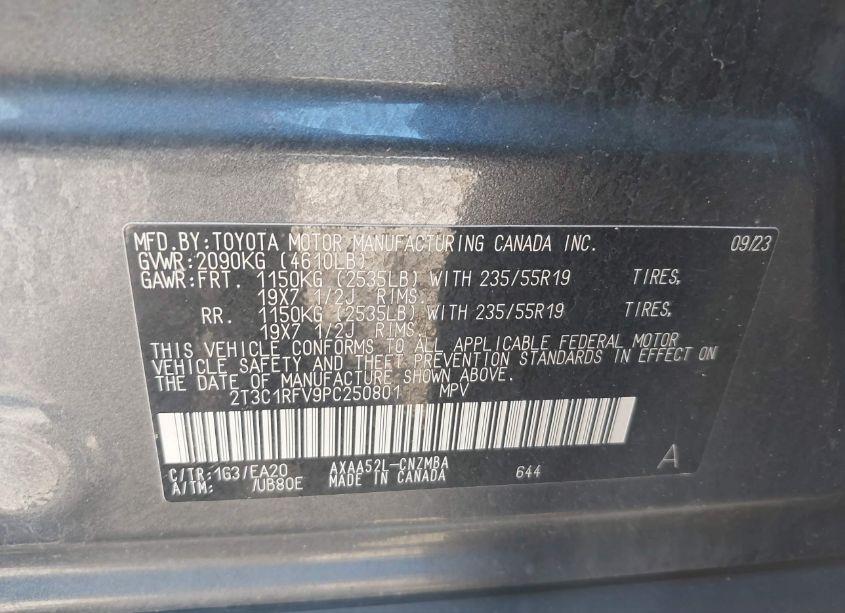 MFD.BY:TOYOTA MOTOR MANUFACTURING CANADA INC. 09/23
GVWR:2090KG (4610LB)
GAWR:FRT. 1150KG (2535LB) WITH 235/55R19 TIRES,
19X7 1/2J RIMS.
RR. 1150KG (2535LB) WITH 235/55R19 TIRES,
19X7 1/2J RIMS.
THIS VEHICLE CONFORMS TO ALL APPLICABLE FEDERAL MOTOR
VEHICLE SAFETY AND THEFT PREVENTION STANDARDS IN EFFECT ON
THE DATE OF MANUFACTURE SHOWN ABOVE.
2T3C1RFV9PC250801 MPV
C/TR:1G3/EA20 AXAA52L-CNZMBA 644 A
A/TM: /UB80E MADE IN CANADA